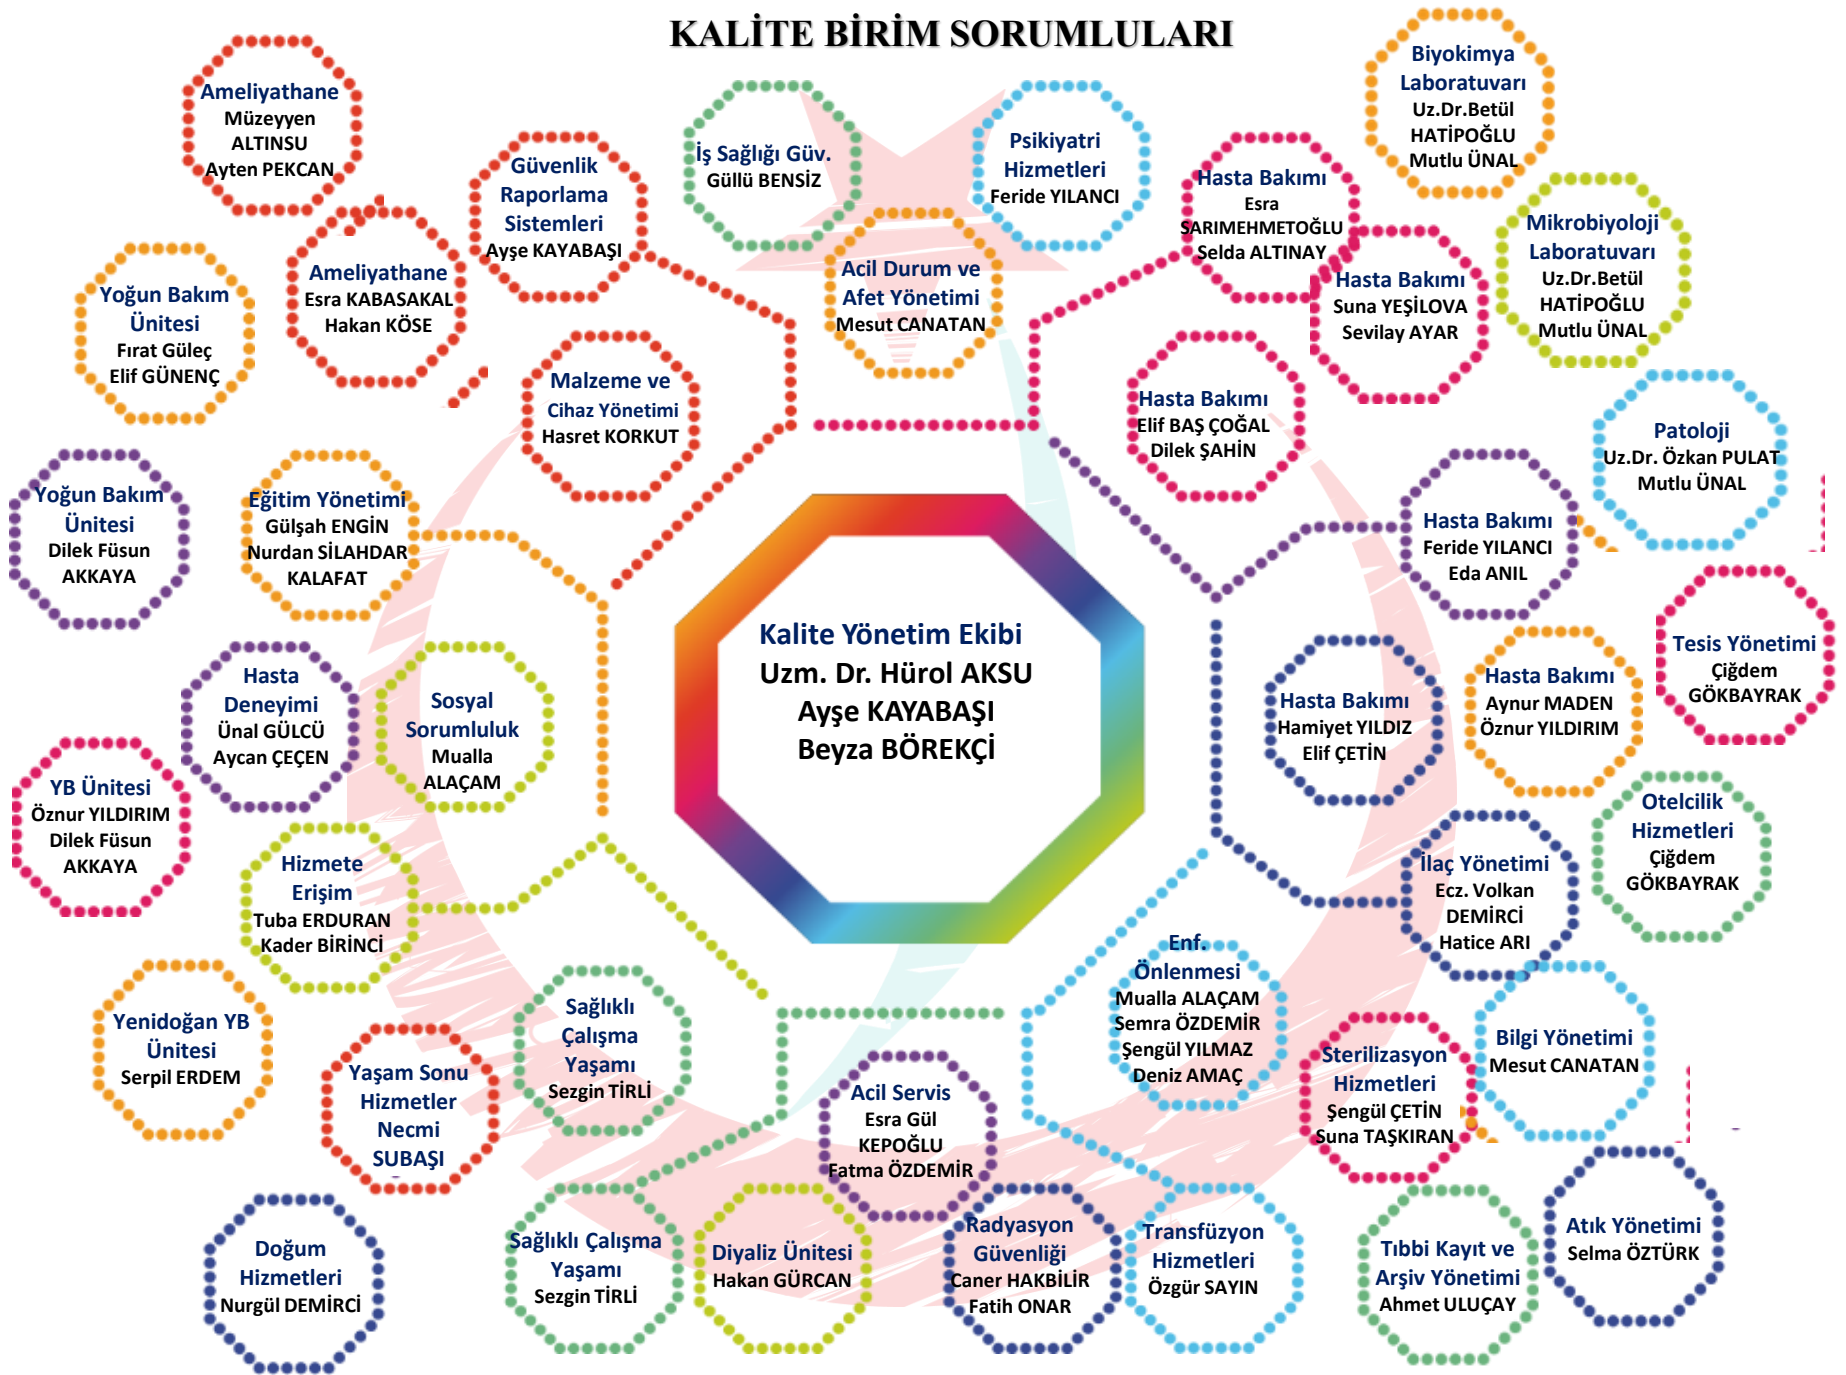 KALİTE BİRİM SORUMLULARI
Ameliyathane
Müzeyyen
ALTINSU
Ayten PEKCAN
Güvenlik
Raporlama
Sistemleri
Ayşe KAYABAŞI
İş Sağlığı Güv.
Güllü BENSİZ
Psikiyatri
Hizmetleri
Feride YILANCI
Hasta Bakımı
Esra
SARIMEHMETOĞLU
Selda ALTINAY
Biyokimya
Laboratuvarı
Uz.Dr.Betül
HATİPOĞLU
Mutlu ÜNAL
Yoğun Bakım
Ünitesi
Fırat Güleç
Elif GÜNENÇ
Ameliyathane
Esra KABASAKAL
Hakan KÖSE
Malzeme ve
Cihaz Yönetimi
Hasret KORKUT
Acil Durum ve
Afet Yönetimi
Mesut CANATAN
Hasta Bakımı
Elif BAŞ ÇOĞAL
Dilek ŞAHİN
Hasta Bakımı
Suna YEŞİLOVA
Sevilay AYAR
Mikrobiyoloji
Laboratuvarı
Uz.Dr.Betül
HATİPOĞLU
Mutlu ÜNAL
Yoğun Bakım
Ünitesi
Dilek Füsun
AKKAYA
Eğitim Yönetimi
Gülşah ENGİN
Nurdan SİLAHDAR
KALAFAT
Hasta Bakımı
Feride YILANCI
Eda ANIL
Patoloji
Uz.Dr. Özkan PULAT
Mutlu ÜNAL
Hasta
Deneyimi
Ünal GÜLCÜ
Aycan ÇEÇEN
Sosyal
Sorumluluk
Mualla
ALAÇAM
Kalite Yönetim Ekibi
Uzm. Dr. Hürol AKSU
Ayşe KAYABAŞI
Beyza BÖREKÇİ
Hasta Bakımı
Hamiyet YILDIZ
Elif ÇETİN
Hasta Bakımı
Aynur MADEN
Öznur YILDIRIM
Tesis Yönetimi
Çiğdem
GÖKBAYRAK
YB Ünitesi
Öznur YILDIRIM
Dilek Füsun
AKKAYA
Hizmete
Erişim
Tuba ERDURAN
Kader BİRİNCİ
İlaç Yönetimi
Ecz. Volkan
DEMİRCİ
Hatice ARI
Otelcilik
Hizmetleri
Çiğdem
GÖKBAYRAK
Yenidoğan YB
Ünitesi
Serpil ERDEM
Yaşam Sonu
Hizmetler
Necmi
SUBAŞI
Sağlıklı
Çalışma
Yaşamı
Sezgin TİRLİ
Acil Servis
Esra Gül
KEPOĞLU
Fatma ÖZDEMİR
Enf.
Önlenmesi
Mualla ALAÇAM
Semra ÖZDEMİR
Şengül YILMAZ
Deniz AMAÇ
Sterilizasyon
Hizmetleri
Şengül ÇETİN
Suna TAŞKIRAN
Bilgi Yönetimi
Mesut CANATAN
Doğum
Hizmetleri
Nurgül DEMİRCİ
Sağlıklı Çalışma
Yaşamı
Sezgin TİRLİ
Diyaliz Ünitesi
Hakan GÜRCAN
Radyasyon
Güvenliği
Caner HAKBİLİR
Fatih ONAR
Transfüzyon
Hizmetleri
Özgür SAYIN
Tıbbi Kayıt ve
Arşiv Yönetimi
Ahmet ULUÇAY
Atık Yönetimi
Selma ÖZTÜRK